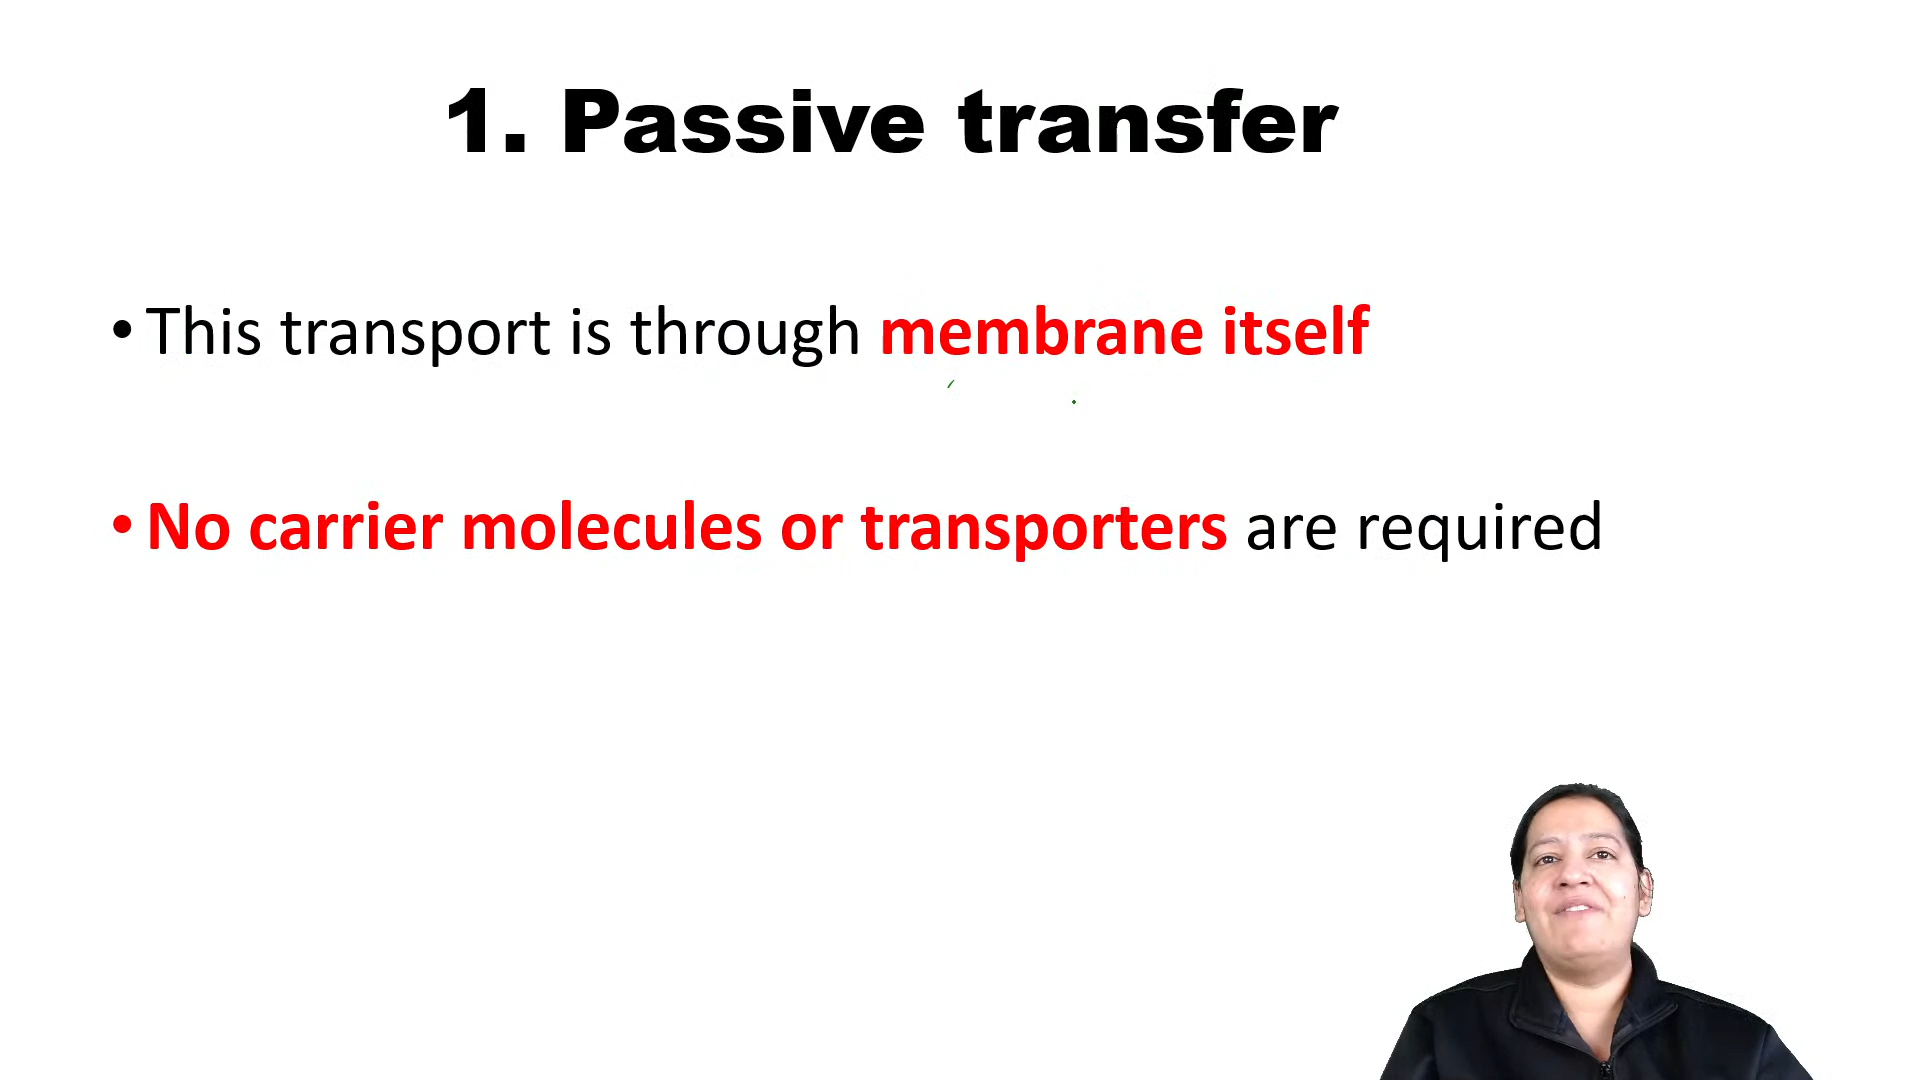 1. Passive transfer
• This transport is through membrane itself
• No carrier molecules or transporters are required